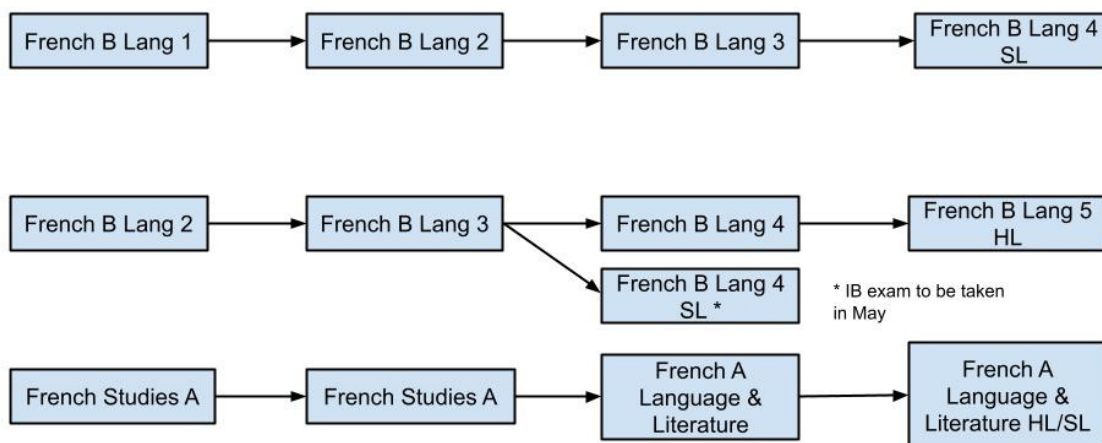 French B Lang 1
French B Lang 2
French B Lang 3
French B Lang 4
SL
French B Lang 2
French B Lang 3
French B Lang 4
French B Lang 5
HL
French B Lang 4
SL *
* IB exam to be taken
in May
French Studies A
French Studies A
French A
Language &
Literature
French A
Language &
Literature HL/SL